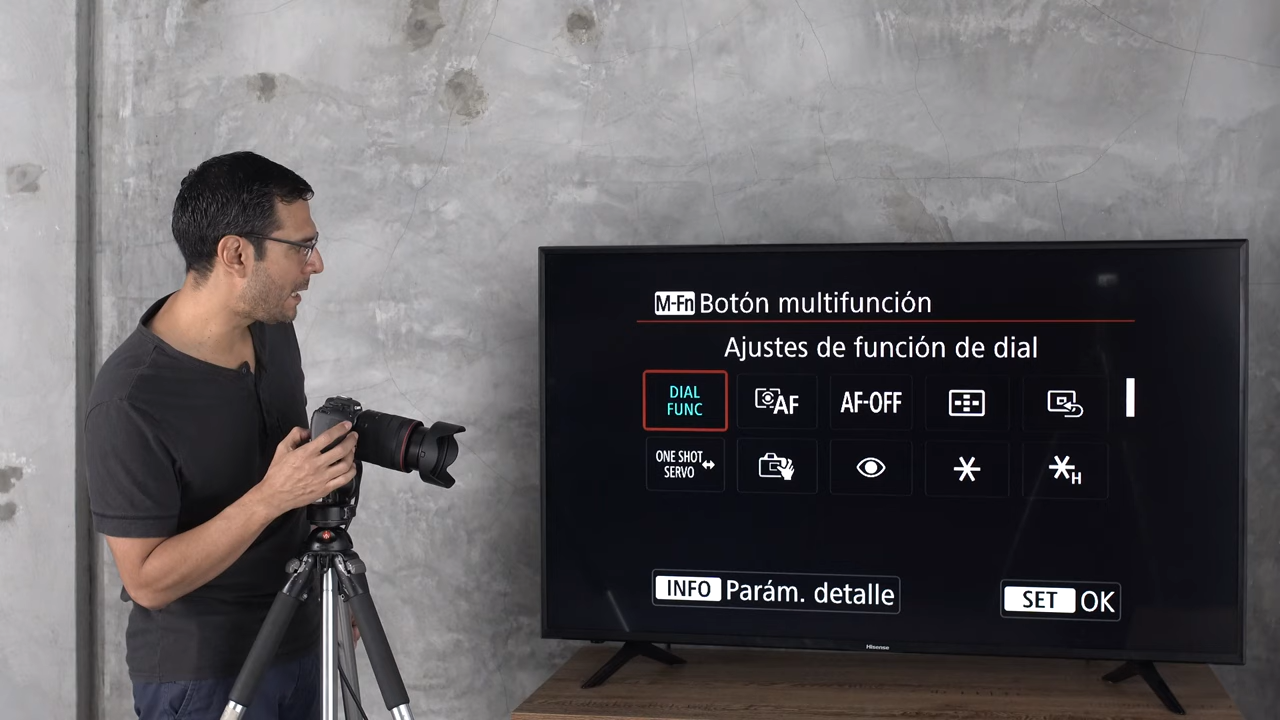 M-Fn Botón multifunción
Ajustes de función de dial
DIAL
FUNC
AF
AF-OFF
ONE SHOT
SERVO
H
INFO Parám. detalle
SET OK
Hisense